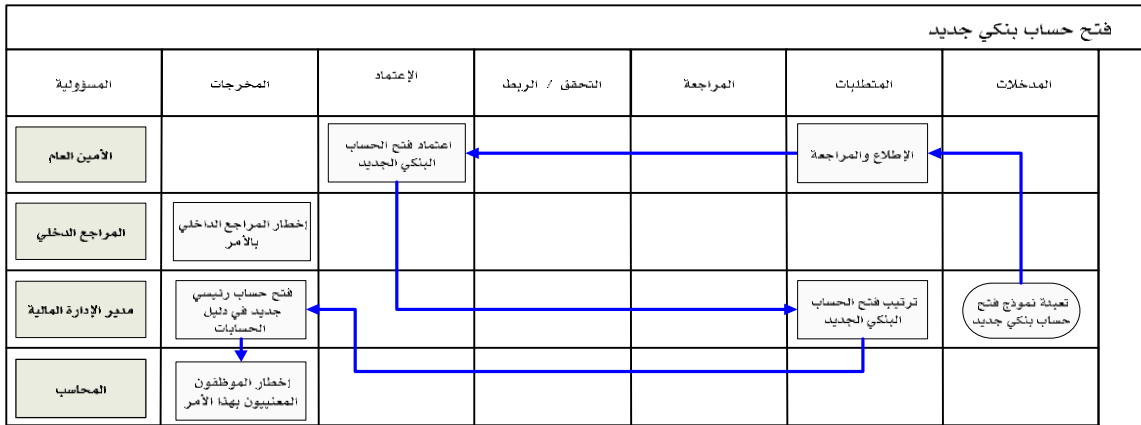 فتح حساب بنكي جديد
المدخلات
المتطلبات
المراجعة
التحقق / الربط
الإعتماد
المخرجات
المسؤولية
الإطلاع والمراجعة
اعتماد فتح الحساب
البنكي الجديد
الأمين العام
إخطار المراجع الداخلي
بالأمر
المراجع الدخلي
تعبئة نموذج فتح
حساب بنكي جديد
ترتيب فتح الحساب
البنكي الجديد
فتح حساب رئيسي
جديد في دليل
الحسابات
مدير الإدارة المالية
إخطار الموظفون
المعنييون بهذا الأمر
المحاسب